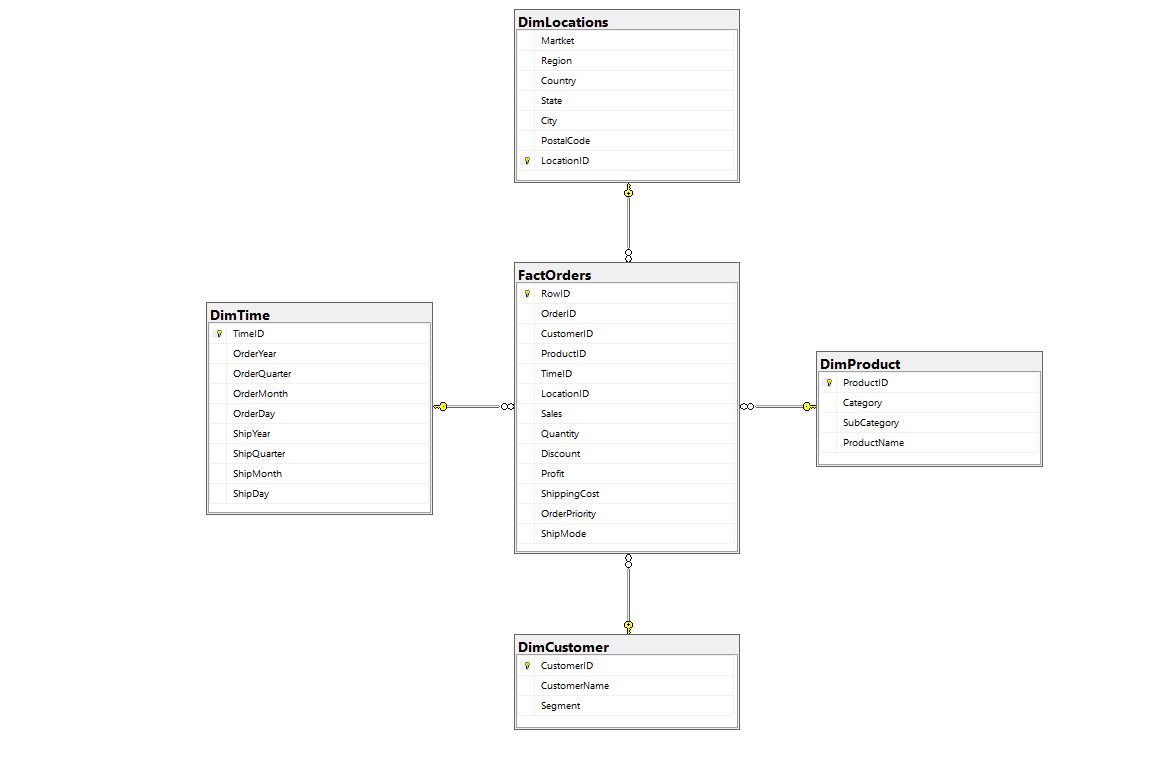 DimLocations
Martket
Region
Country
State
City
PostalCode
LocationID
FactOrders
RowID
OrderID
CustomerID
ProductID
TimeID
LocationID
Sales
Quantity
Discount
Profit
ShippingCost
OrderPriority
ShipMode
DimTime
TimeID
OrderYear
OrderQuarter
OrderMonth
OrderDay
ShipYear
ShipQuarter
ShipMonth
ShipDay
DimProduct
ProductID
Category
SubCategory
ProductName
DimCustomer
CustomerID
CustomerName
Segment